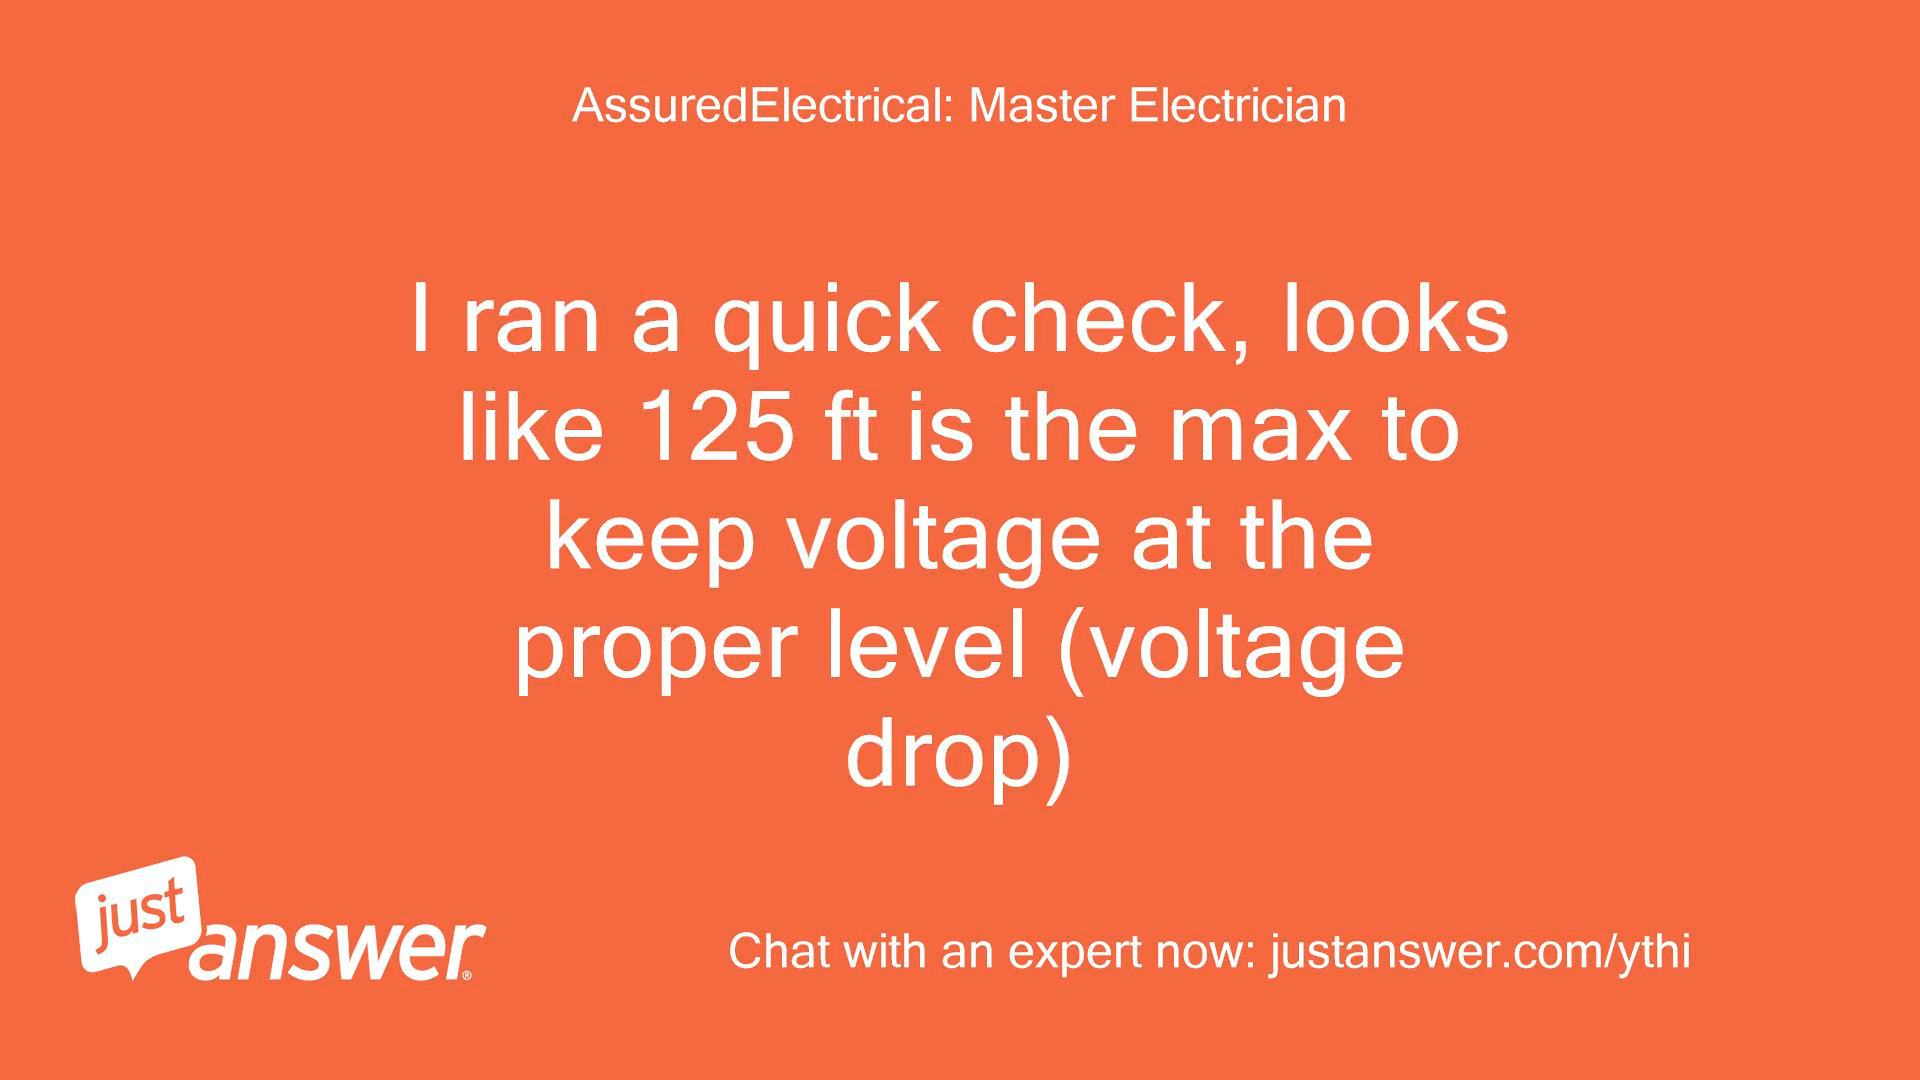 AssuredElectrical: Master Electrician
I ran a quick check, looks
like 125 ft is the max to
keep voltage at the
proper level (voltage
drop)
just
answer®
Chat with an expert now: justanswer.com/ythi